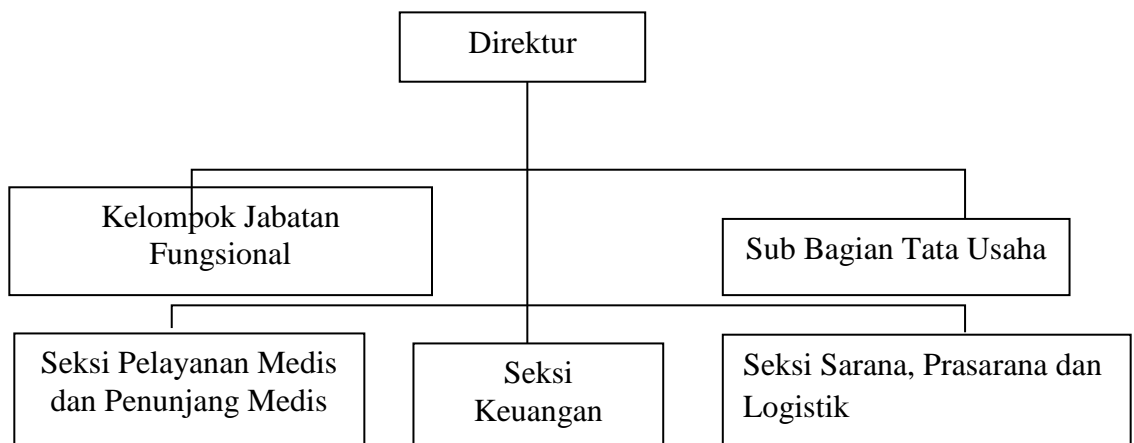 Direktur
Kelompok Jabatan
Fungsional
Sub Bagian Tata Usaha
Seksi Pelayanan Medis
dan Penunjang Medis
Seksi
Keuangan
Seksi Sarana, Prasarana dan
Logistik